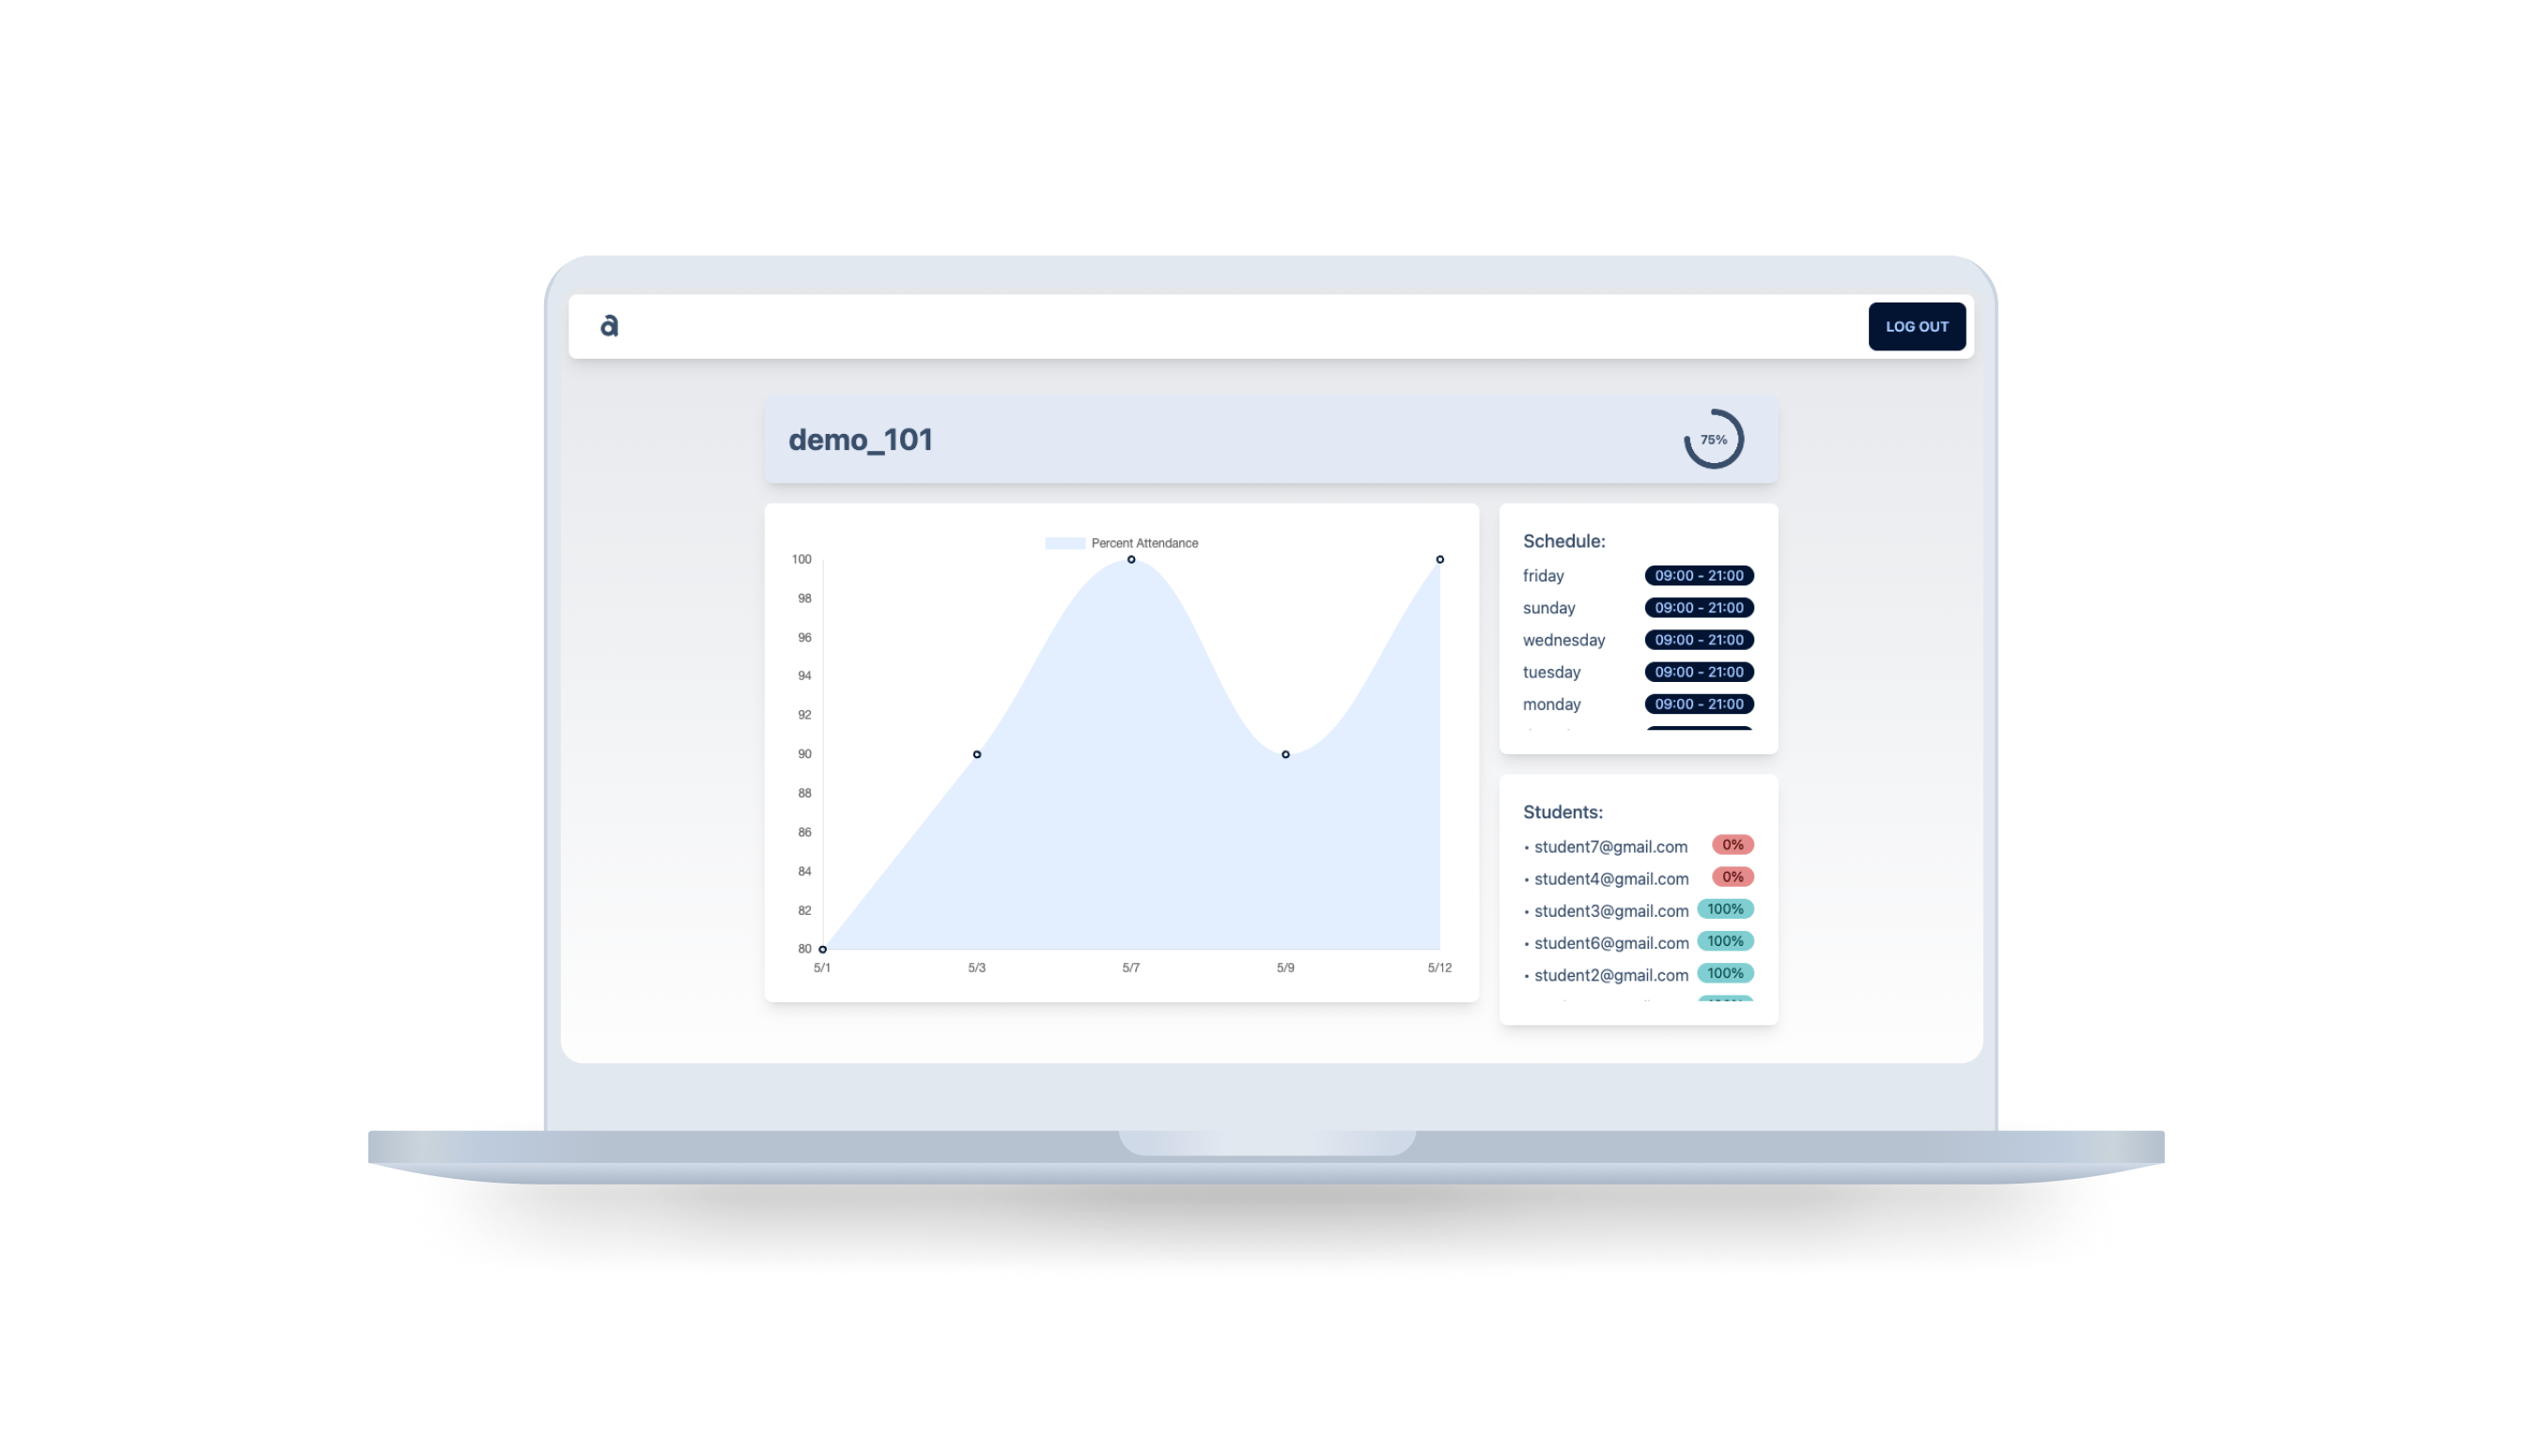 a
LOG OUT
demo_101
75%
Percent Attendance
100
98
96
94
92
90
88
86
84
82
80
5/1 5/3 5/7 5/9 5/12
Schedule:
friday 09:00 - 21:00
sunday 09:00 - 21:00
wednesday 09:00 - 21:00
tuesday 09:00 - 21:00
monday 09:00 - 21:00
Students:
• student7@gmail.com 0%
• student4@gmail.com 0%
• student3@gmail.com 100%
• student6@gmail.com 100%
• student2@gmail.com 100%